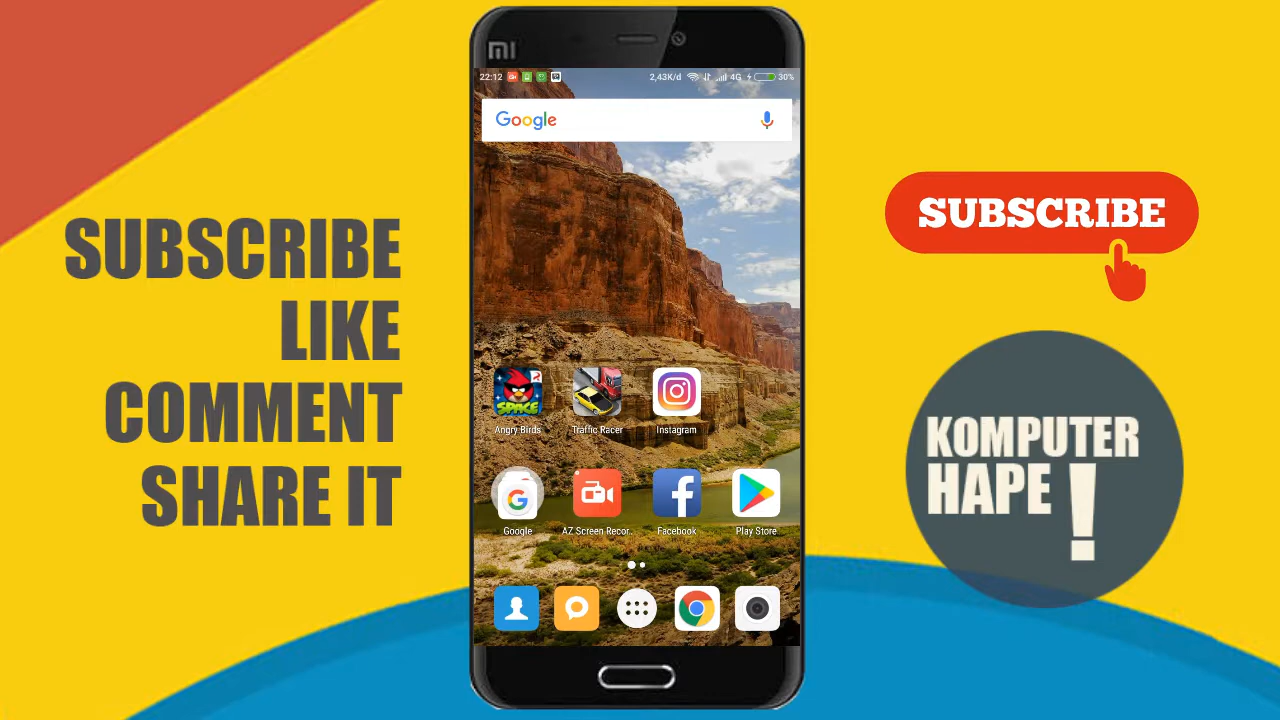 22:12
2,43K/d
4G
30%
Google
Angry Birds
Traffic Racer
Instagram
Google
AZ Screen Recor..
Facebook
Play Store
SUBSCRIBE
LIKE
COMMENT
SHARE IT
SUBSCRIBE
KOMPUTER
HAPE!
SPACE